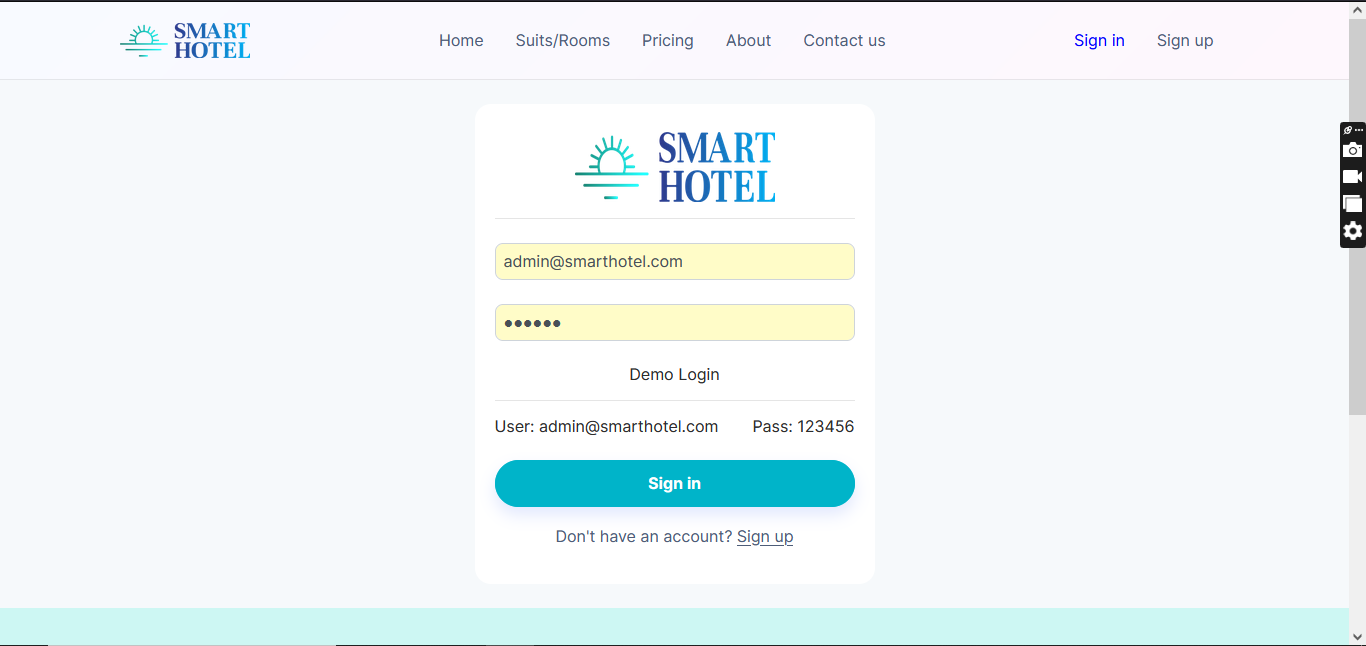 SMART
HOTEL
Home Suits/Rooms Pricing About Contact us Sign in Sign up
SMART
HOTEL
admin@smarthotel.com
●●●●●●
Demo Login
User: admin@smarthotel.com Pass: 123456
Sign in
Don't have an account? Sign up